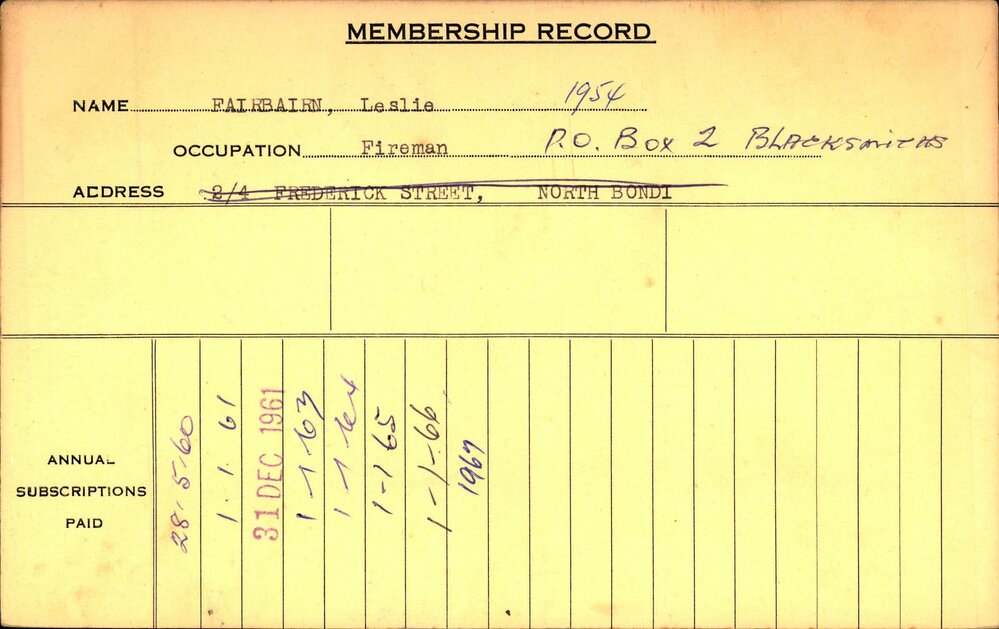 MEMBERSHIP RECORD
NAME FAIRBAIRN, Leslie 1954
OCCUPATION Fireman P.O. Box 2 BLACKSMITHS
ADDRESS 2/4 FREDERICK STREET, NORTH BONDI
ANNUAL
SUBSCRIPTIONS
PAID
28.5.60
1.1.61
31 DEC 1961
1-1-63
1-1-64
1-1-65
1-1-66
1967